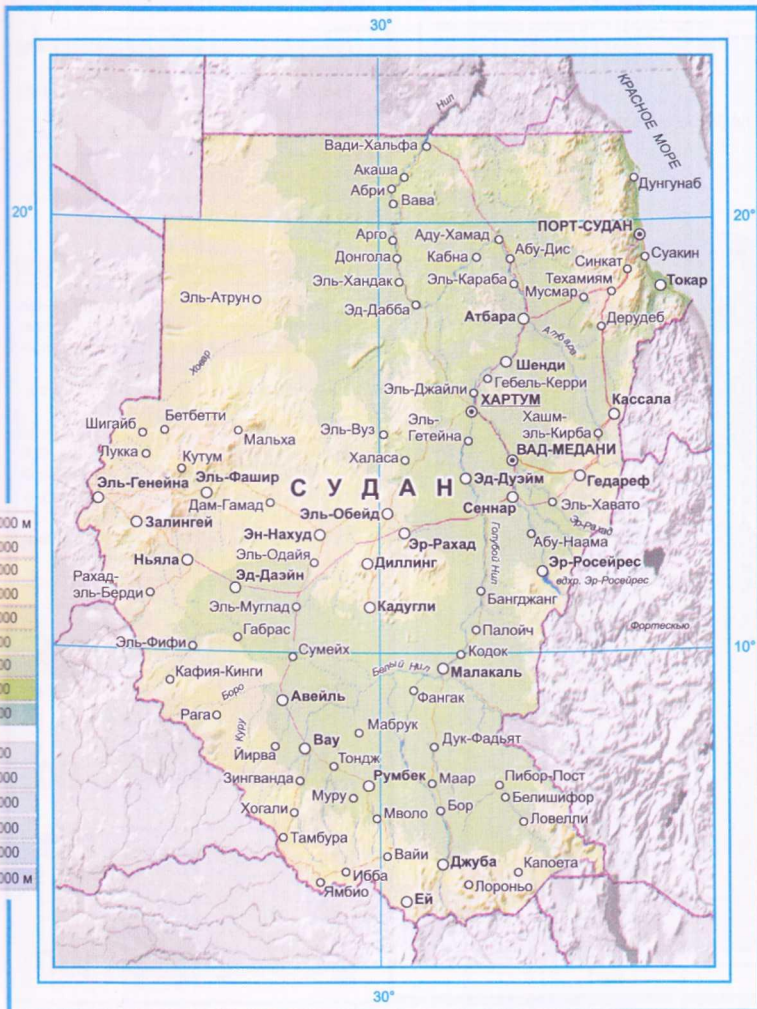 30°
Нил
КРАСНОЕ МОРЕ
Вади-Хальфа
Акаша
Абри
Вава
Дунгунаб
20°
20°
ПОРТ-СУДАН
Арго
Аду-Хамад
Донгола
Кабна
Абу-Дис
Синкат
Суакин
Эль-Хандак
Эль-Караба
Техамиям
Токар
Эль-Атрун
Мусмар
Эд-Дабба
Атбара
Атбара
Дерудеб
Ховар
Шенди
Гебель-Керри
Эль-Джайли
ХАРТУМ
Кассала
Шигайб
Бетбетти
Мальха
Эль-Вуз
Эль-
Гетейна
Хашм-
эль-Кирба
Лукка
Кутум
Халаса
ВАД-МЕДАНИ
Эль-Генейна
Эль-Фашир
СУДАН
Эд-Дуэйм
Гедареф
Дам-Гамад
Сеннар
Эль-Хавато
Залингей
Эль-Обейд
Эр-Рахад
Эн-Нахуд
Эр-Рахад
Абу-Наама
Ньяла
Эль-Одайя
Диллинг
Голубой Нил
Эр-Росейрес
вдхр. Эр-Росейрес
Рахад-
эль-Берди
Эд-Даэйн
Эль-Муглад
Кадугли
Бангджанг
Фортескью
Габрас
Палойч
Эль-Фифи
Сумейх
Кодок
10°
Кафия-Кинги
Белый Нил
Малакаль
Боро
Авейль
Фангак
Рага
Куру
Мабрук
Йирва
Вау
Дук-Фадьят
Тондж
Зингванда
Румбек
Маар
Пибор-Пост
Муру
Белишифор
Хогали
Мволо
Бор
Ловелли
Тамбура
Вайи
Джуба
Капоета
Ибба
Лороньо
Ямбио
Ей
30°
000 м
000
000
000
000
000 м